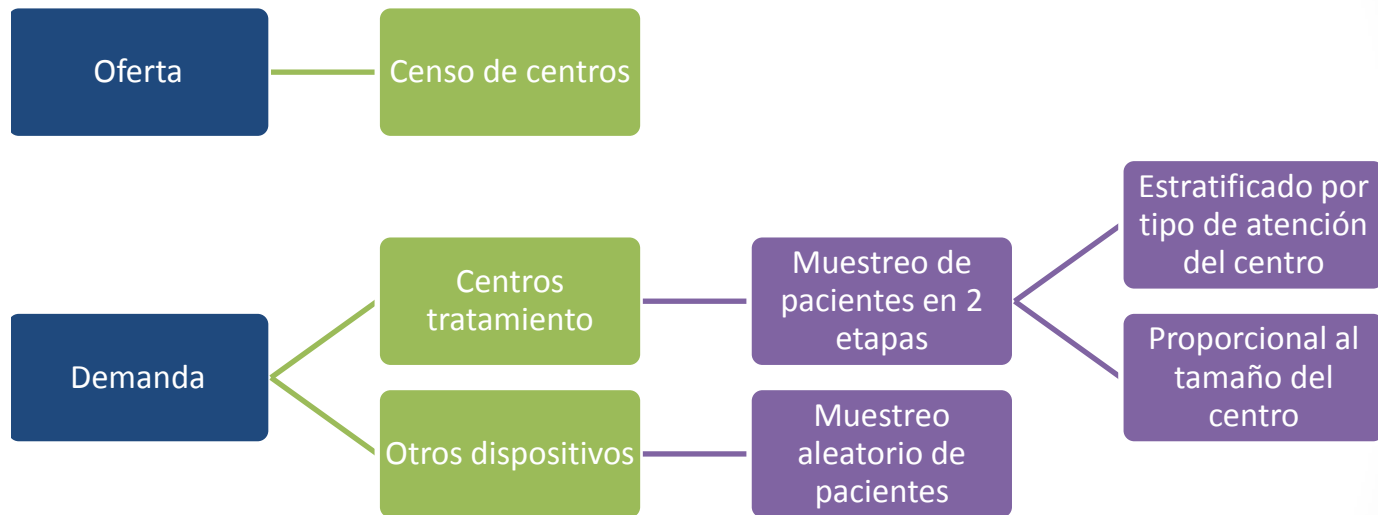 Oferta
Censo de centros
Demanda
Centros
tratamiento
Muestreo de
pacientes en 2
etapas
Estratificado por
tipo de atención
del centro
Proporcional al
tamaño del
centro
Otros dispositivos
Muestreo
aleatorio de
pacientes